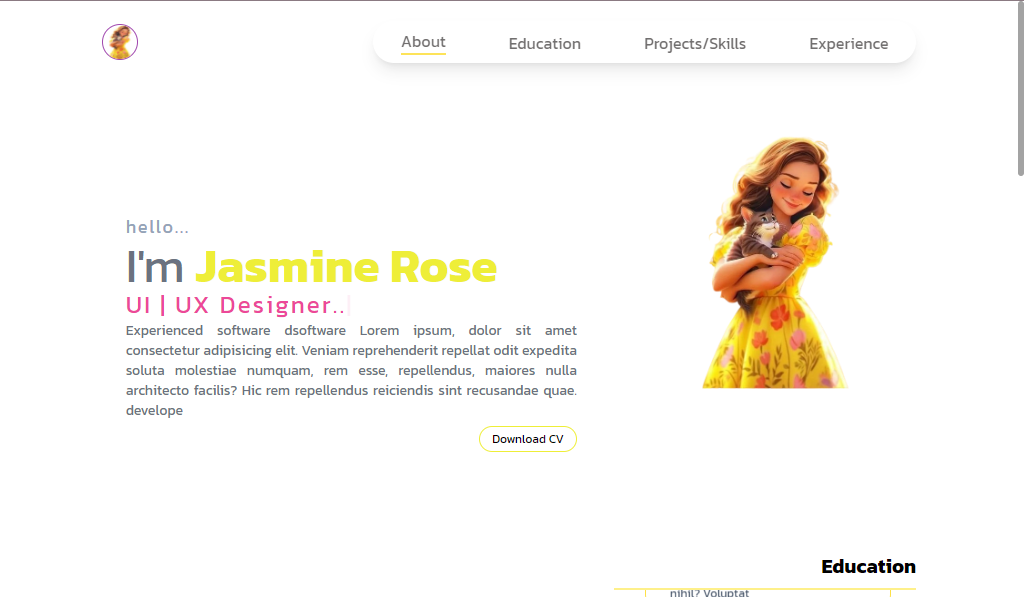 About
Education
Projects/Skills
Experience
hello...
I'm Jasmine Rose
UI | UX Designer..
Experienced software dsoftware Lorem ipsum, dolor sit amet
consectetur adipisicing elit. Veniam reprehenderit repellat odit expedita
soluta molestiae numquam, rem esse, repellendus, maiores nulla
architecto facilis? Hic rem repellendus reiciendis sint recusandae quae.
develope
Download CV
Education
nihil? Voluptat